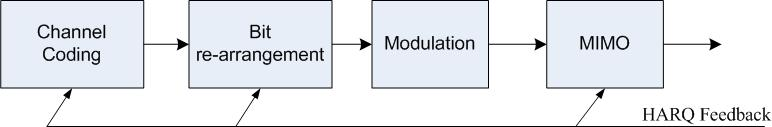 Channel
Coding
Bit
re-arrangement
Modulation
MIMO
HARQ Feedback